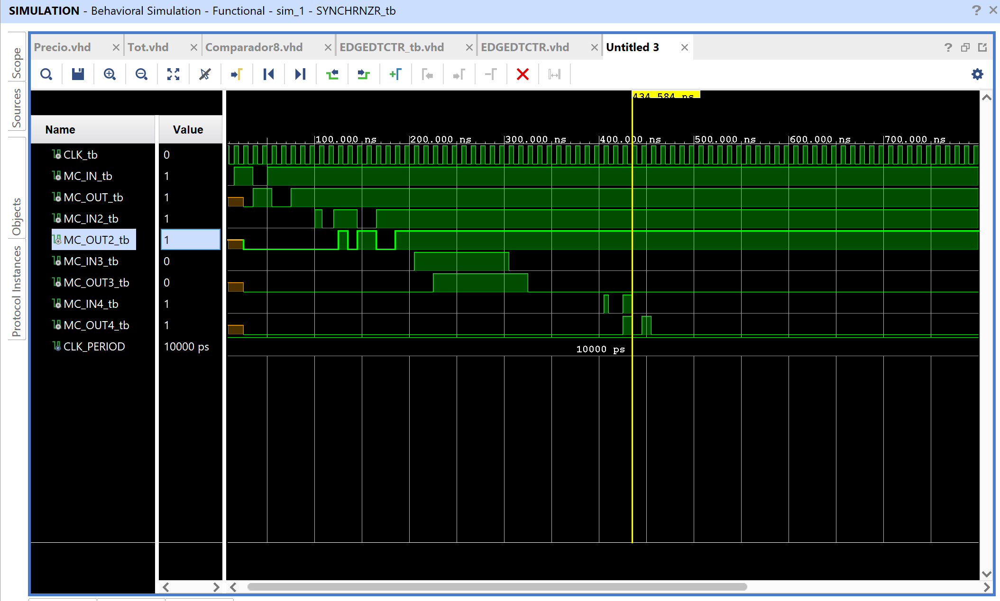 SIMULATION - Behavioral Simulation - Functional - sim_1 - SYNCHRNZR_tb
Scope
Sources
Objects
Protocol Instances
Precio.vhd
Tot.vhd
Comparador8.vhd
EDGEDTCTR_tb.vhd
EDGEDTCTR.vhd
Untitled 3
434.584 ns
Name Value
100.000 ns 200.000 ns 300.000 ns 400.000 ns 500.000 ns 600.000 ns 700.000 ns
CLK_tb 0
MC_IN_tb 1
MC_OUT_tb 1
MC_IN2_tb 1
MC_OUT2_tb 1
MC_IN3_tb 0
MC_OUT3_tb 0
MC_IN4_tb 1
MC_OUT4_tb 1
CLK_PERIOD 10000 ps 10000 ps